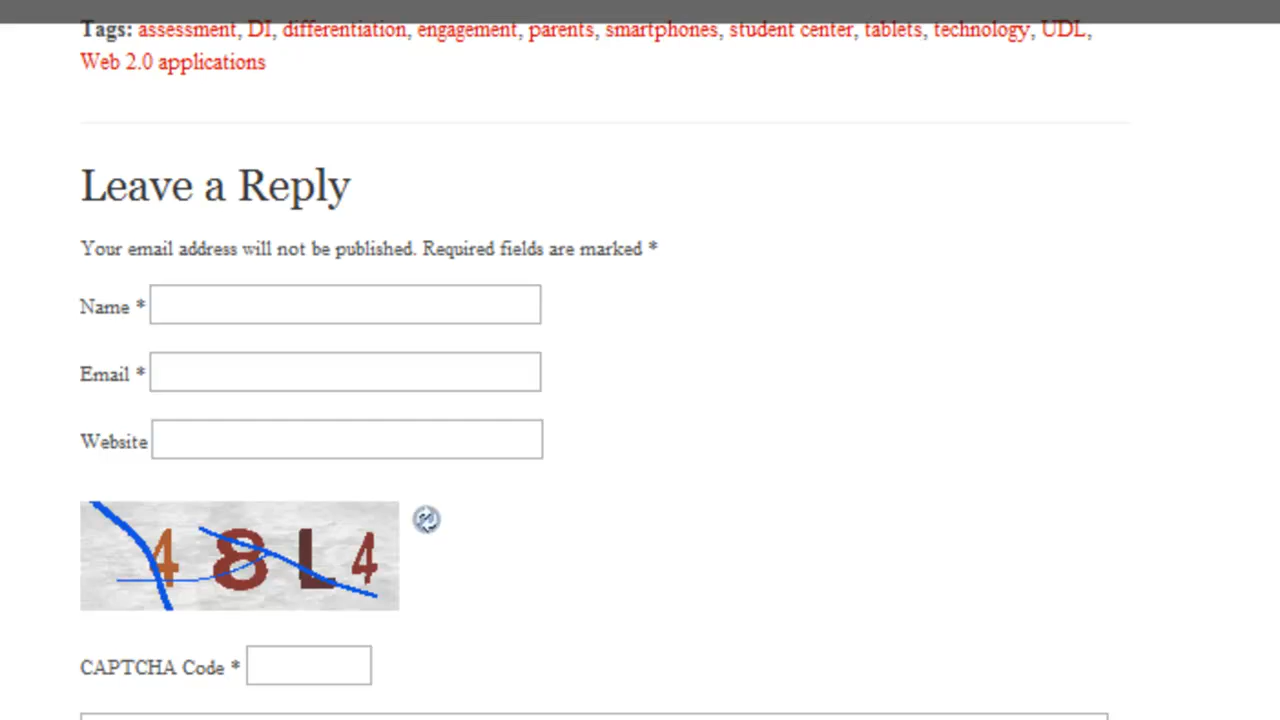 Tags: assessment, DI, differentiation, engagement, parents, smartphones, student center, tablets, technology, UDL,
Web 2.0 applications
Leave a Reply
Your email address will not be published. Required fields are marked *
Name *
Email *
Website
48L4
CAPTCHA Code *